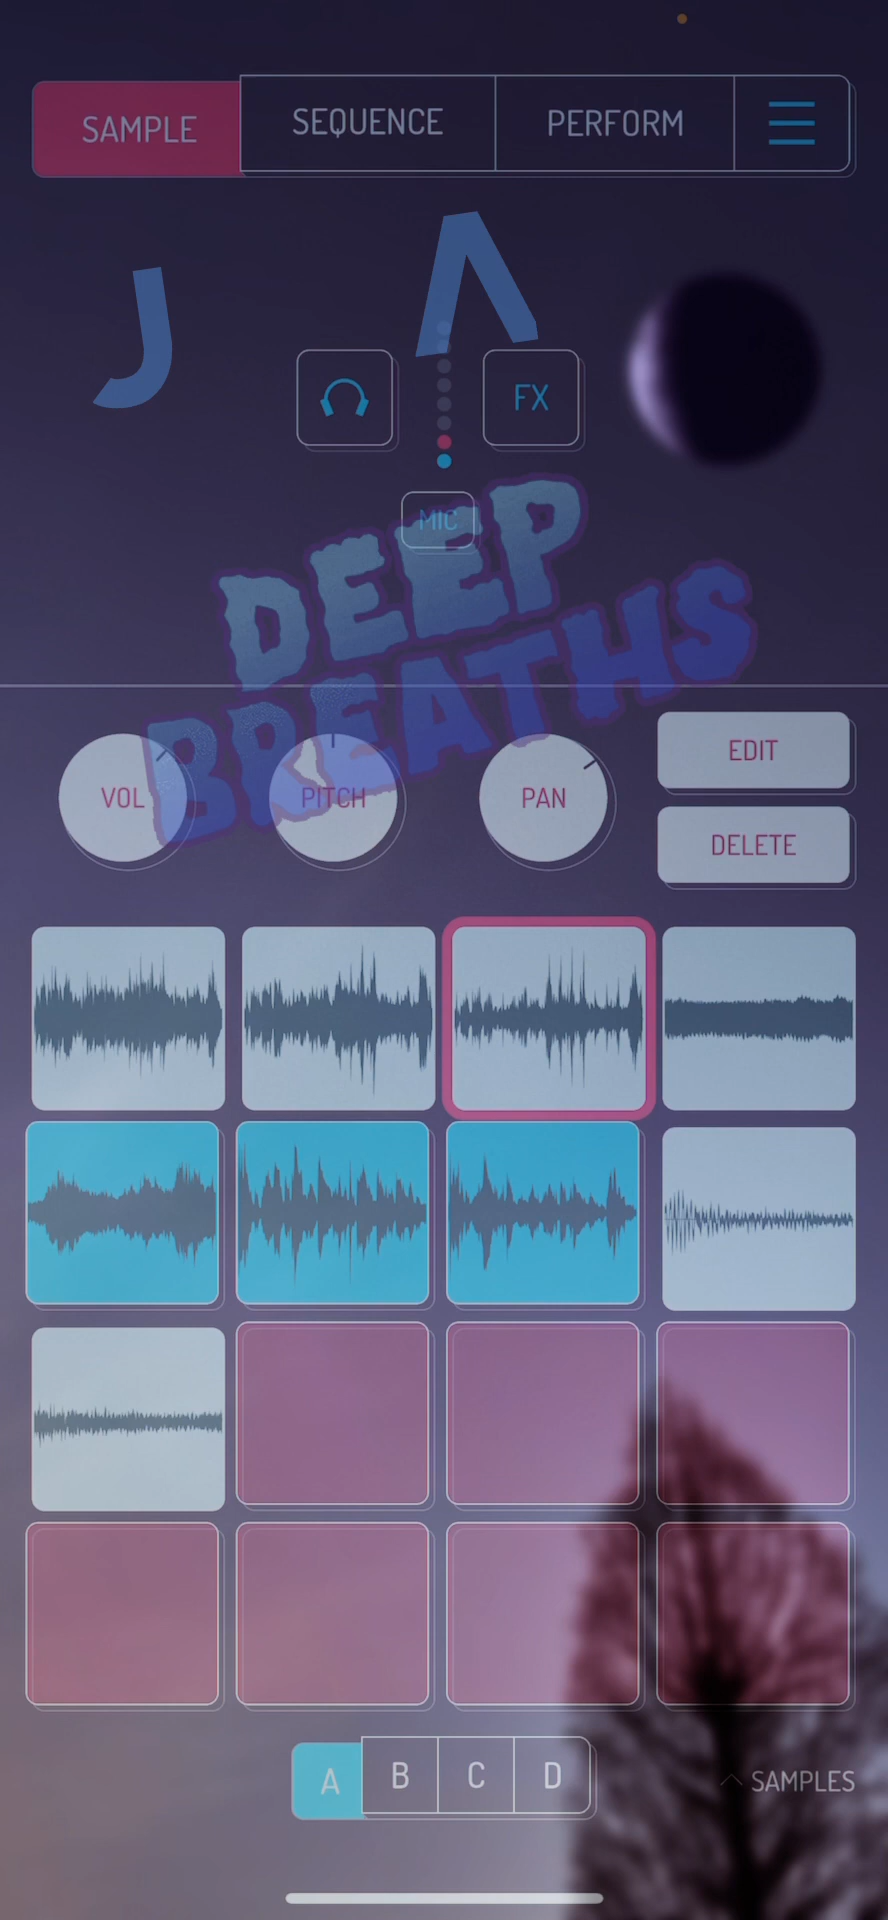 SAMPLE SEQUENCE PERFORM
J Λ
FX
MIC
DEEP
BREATHS
VOL PITCH PAN EDIT
DELETE
A B C D SAMPLES